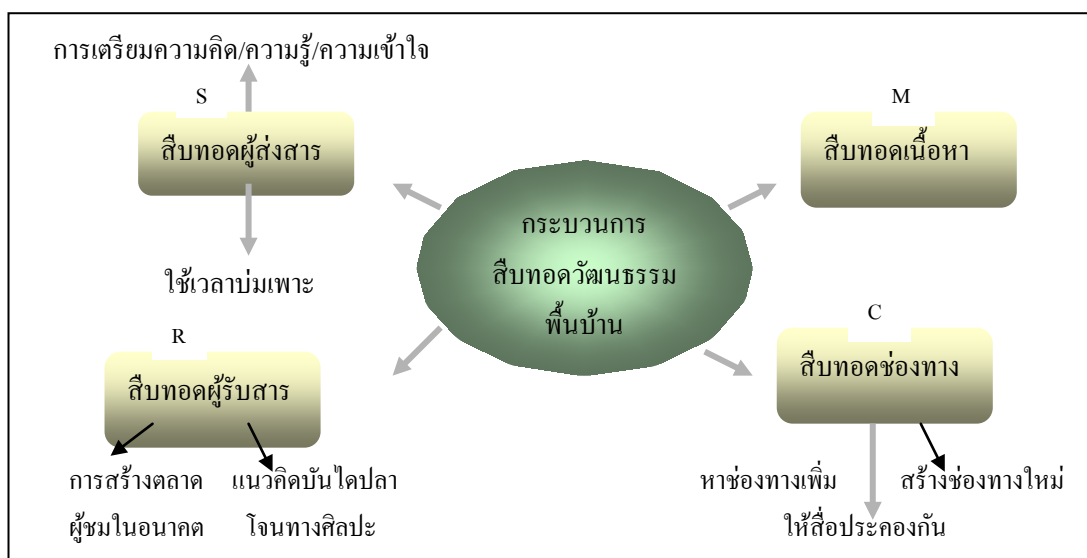 การเตรียมความคิด/ความรู้/ความเข้าใจ
S
สืบทอดผู้ส่งสาร
ใช้เวลาบ่มเพาะ
M
สืบทอดเนื้อหา
กระบวนการ
สืบทอดวัฒนธรรม
พื้นบ้าน
R
สืบทอดผู้รับสาร
การสร้างตลาด
ผู้ชมในอนาคต
แนวคิดบันไดปลา
โจนทางศิลปะ
C
สืบทอดช่องทาง
หาช่องทางเพิ่ม
สร้างช่องทางใหม่
ให้สื่อประคองกัน